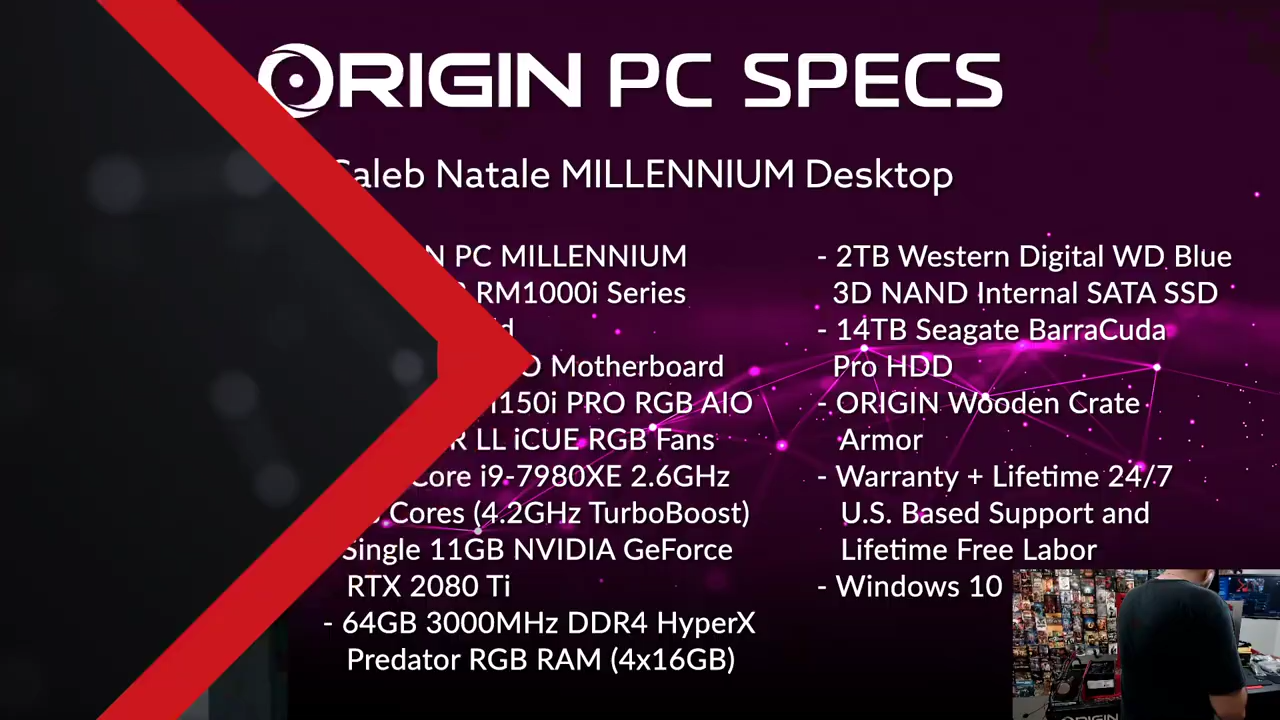 ORIGIN PC SPECS
Caleb Natale MILLENNIUM Desktop
PC MILLENNIUM
RM1000i Series
Motherboard
PRO RGB AIO
LL iCUE RGB Fans
Core i9-7980XE 2.6GHz
Cores (4.2GHz TurboBoost)
Single 11GB NVIDIA GeForce
RTX 2080 Ti
- 64GB 3000MHz DDR4 HyperX
Predator RGB RAM (4x16GB)
- 2TB Western Digital WD Blue
3D NAND Internal SATA SSD
- 14TB Seagate BarraCuda
Pro HDD
- ORIGIN Wooden Crate
Armor
- Warranty + Lifetime 24/7
U.S. Based Support and
Lifetime Free Labor
- Windows 10
ORIGIN